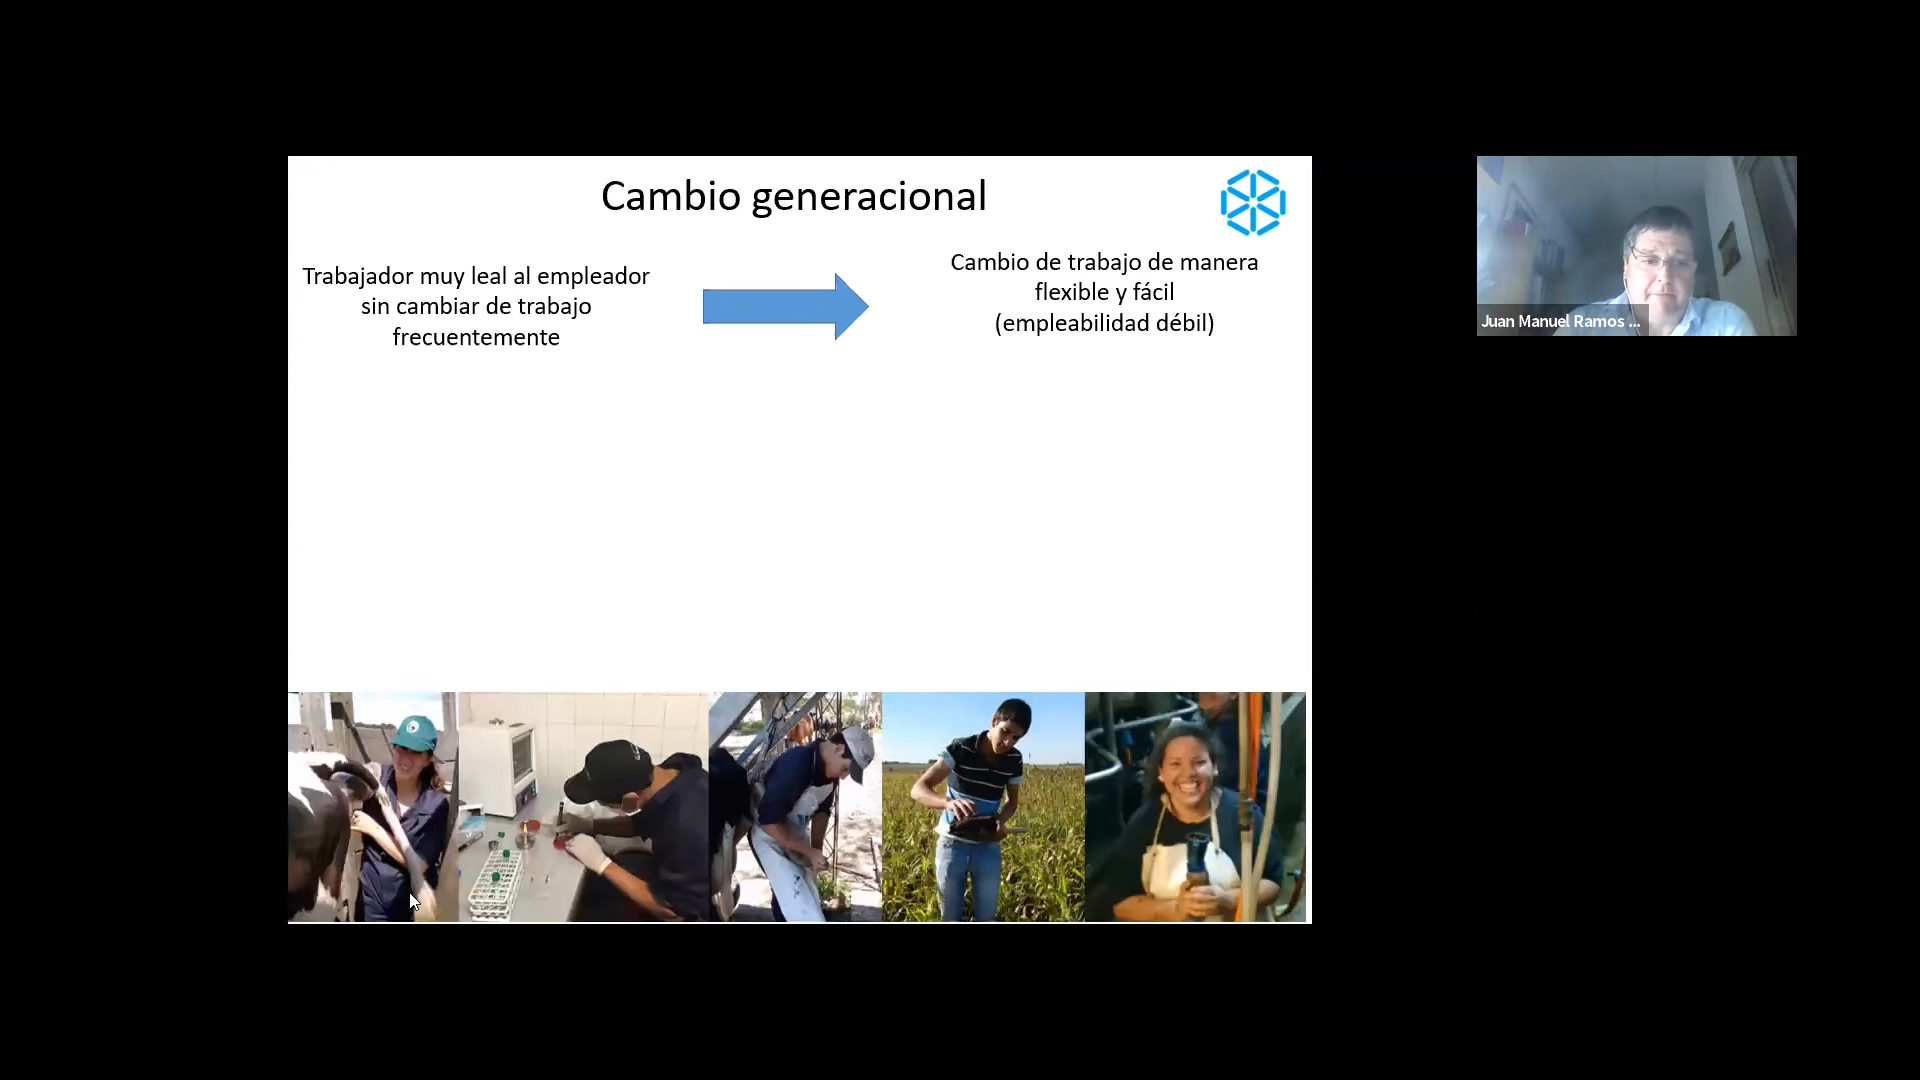 Cambio generacional
Trabajador muy leal al empleador
sin cambiar de trabajo
frecuentemente
Cambio de trabajo de manera
flexible y fácil
(empleabilidad débil)
Juan Manuel Ramos ...